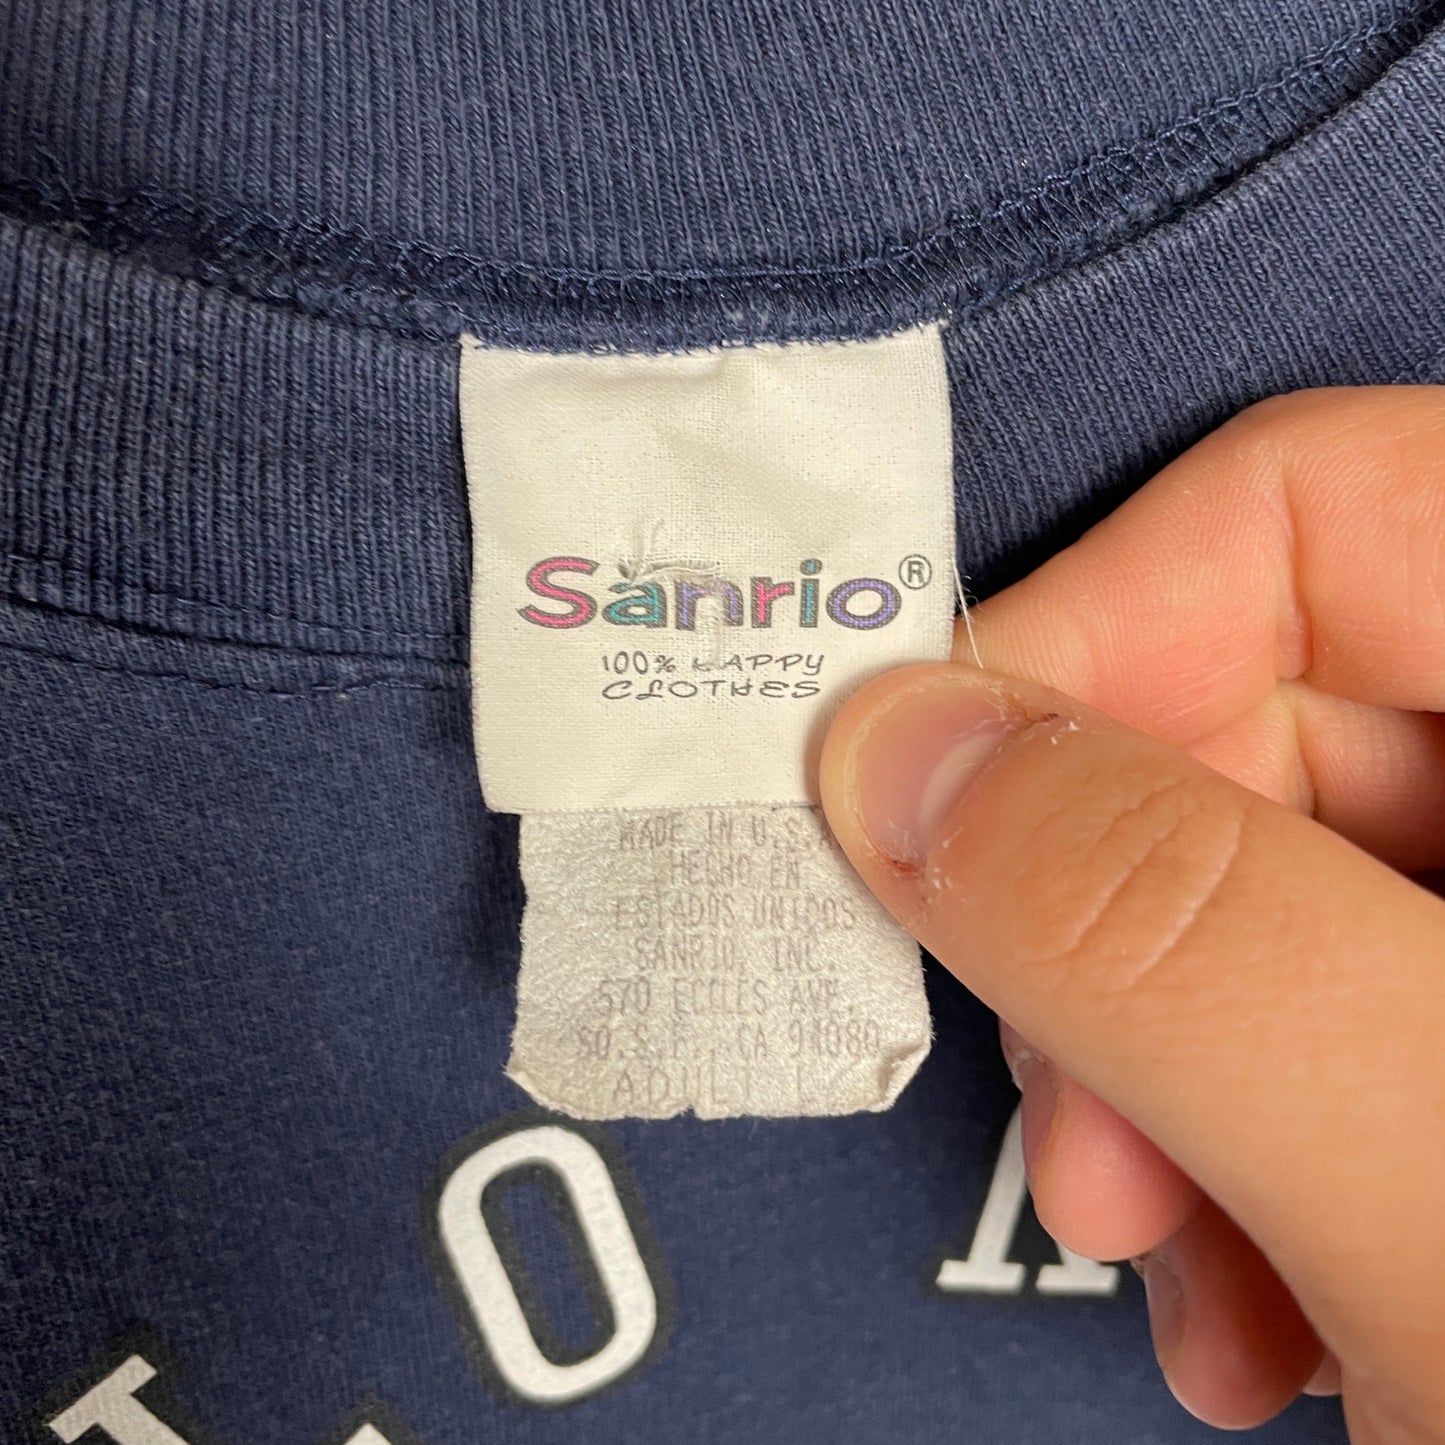 Sanrio®
100% HAPPY
CLOTHES
MADE IN U.S.A
HECHO EN
ESTADOS UNIDOS
SANRIO, INC.
570 ECCLES AVE.
SO. S.F., CA 94080
ADULT L
O